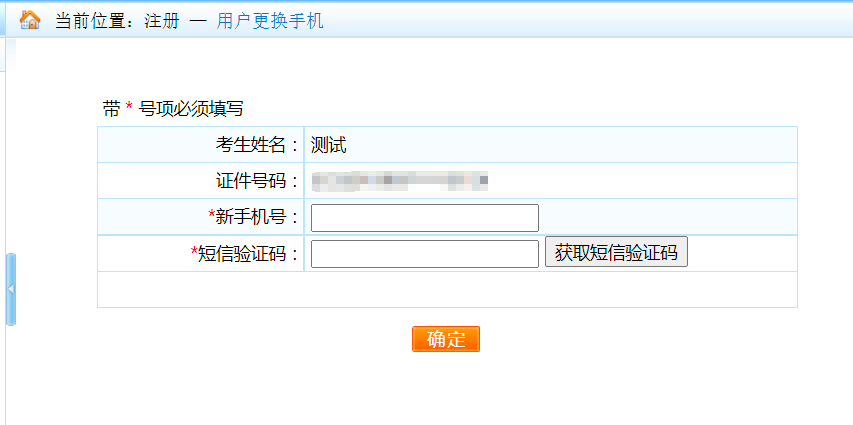 当前位置：注册 — 用户更换手机
带 * 号项必须填写
考生姓名： 测试
证件号码：
*新手机号：
*短信验证码： 获取短信验证码
确定